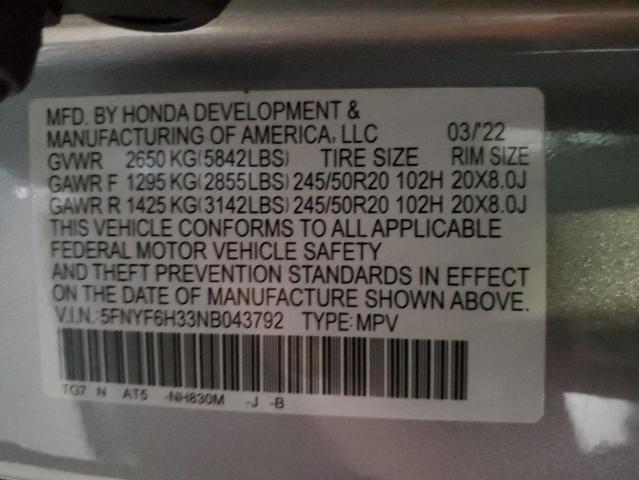 MFD. BY HONDA DEVELOPMENT &
MANUFACTURING OF AMERICA, LLC 03/'22
GVWR 2650 KG(5842LBS) TIRE SIZE RIM SIZE
GAWR F 1295 KG(2855LBS) 245/50R20 102H 20X8.0J
GAWR R 1425 KG(3142LBS) 245/50R20 102H 20X8.0J
THIS VEHICLE CONFORMS TO ALL APPLICABLE
FEDERAL MOTOR VEHICLE SAFETY
AND THEFT PREVENTION STANDARDS IN EFFECT
ON THE DATE OF MANUFACTURE SHOWN ABOVE.
V.I.N.:5FNYF6H33NB043792 TYPE:MPV
TG7 N AT5 -NH830M -J -B